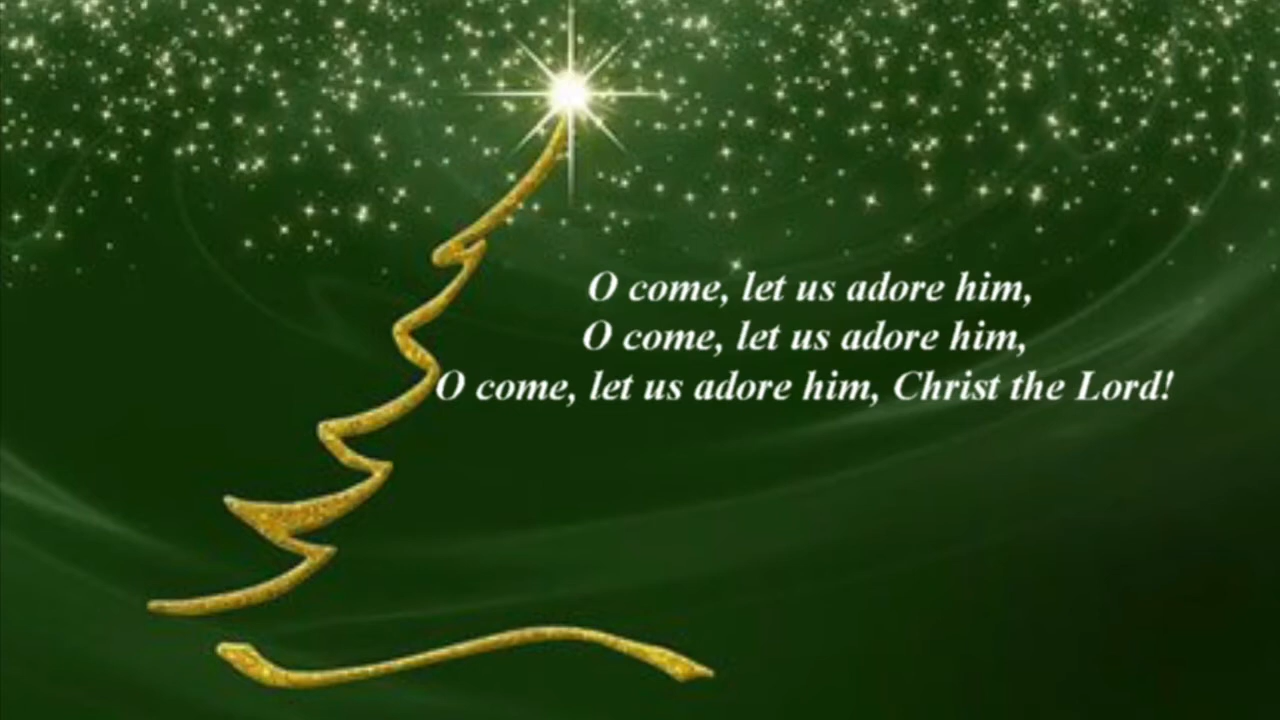 O come, let us adore him,
O come, let us adore him,
O come, let us adore him, Christ the Lord!